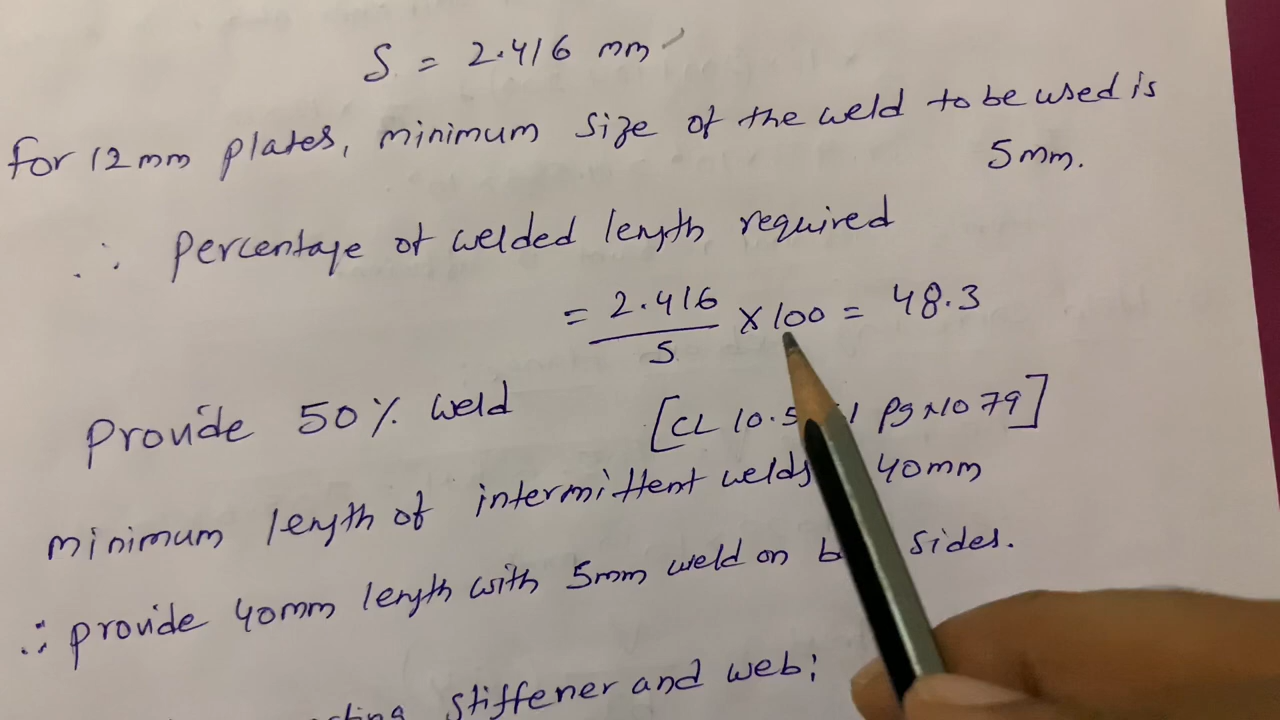 S = 2.416 mm
For 12mm plates, minimum size of the weld to be used is
5mm.
∴ percentage of welded length required
= 2.416 / 5 × 100 = 48.3
Provide 50% weld
[CL 10.5 1 Pg no 79]
minimum length of intermittent welds 40mm
∴ provide 40mm length with 5mm weld on sides.
stiffener and web: